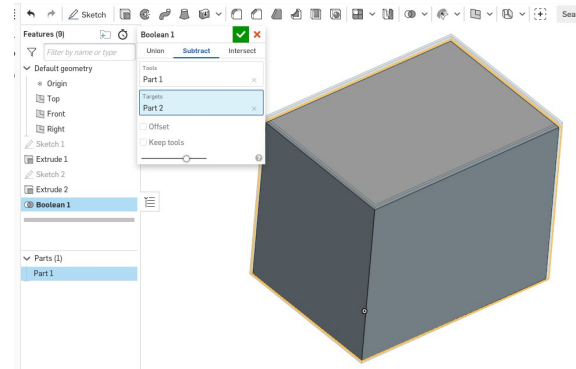 Sketch
Sea
Features (9)
Filter by name or type
Default geometry
Origin
Top
Front
Right
Sketch 1
Extrude 1
Sketch 2
Extrude 2
Boolean 1
Parts (1)
Part 1
Boolean 1
Union Subtract Intersect
Tools
Part 1
Targets
Part 2
Offset
Keep tools